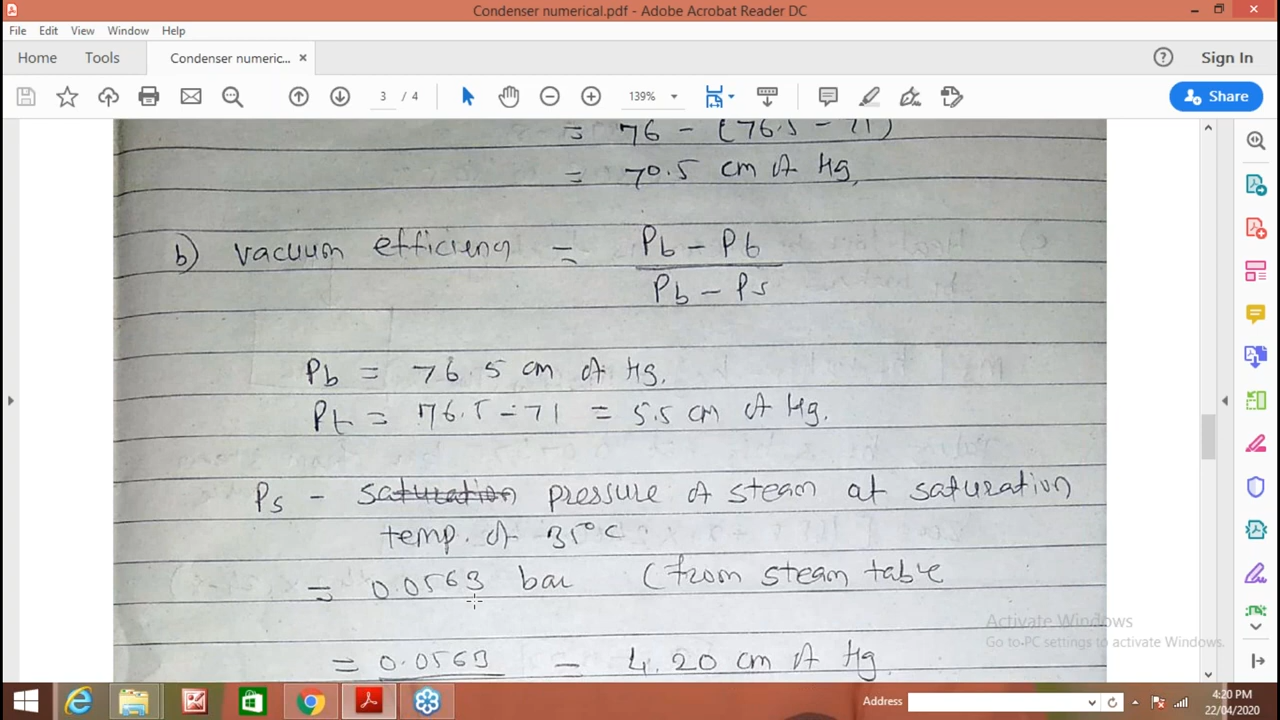 Condenser numerical.pdf - Adobe Acrobat Reader DC
File Edit View Window Help
Home Tools Condenser numeric... × Sign In
3 / 4 139% Share
= 76 - (76.5 - 71)
= 70.5 cm of Hg.
b) vacuum efficiency = Pb - Pt
Pb - Ps
Pb = 76.5 cm of Hg.
Pt = 76.5 - 71 = 5.5 cm of Hg.
Ps - saturation pressure of steam at saturation
temp. of 35°C
= 0.0563 bar (from steam table
= 0.0563 = 4.20 cm of Hg
Activate Windows
Go to PC settings to activate Windows.
Address
4:20 PM
22/04/2020